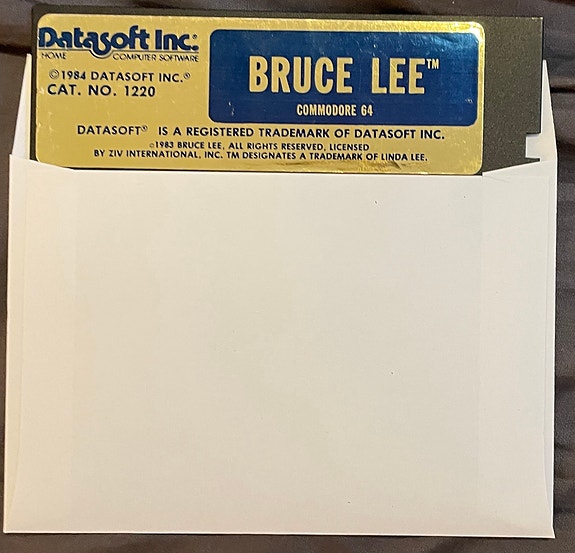 Datasoft Inc.®
HOME COMPUTER SOFTWARE
©1984 DATASOFT INC.®
CAT. NO. 1220
BRUCE LEE™
COMMODORE 64
DATASOFT® IS A REGISTERED TRADEMARK OF DATASOFT INC.
©1983 BRUCE LEE, ALL RIGHTS RESERVED, LICENSED
BY ZIV INTERNATIONAL, INC. TM DESIGNATES A TRADEMARK OF LINDA LEE.